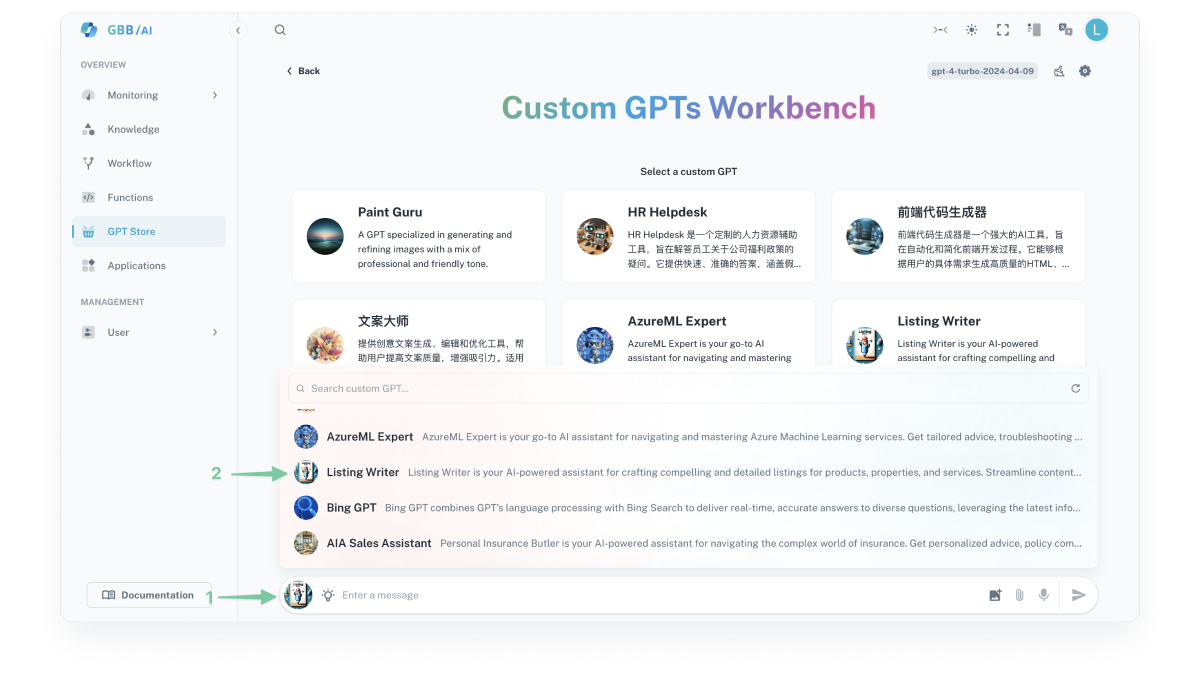 GBB/AI
OVERVIEW
Monitoring
Knowledge
Workflow
Functions
GPT Store
Applications
MANAGEMENT
User
Documentation
L
Back
gpt-4-turbo-2024-04-09
Custom GPTs Workbench
Select a custom GPT
Paint Guru
A GPT specialized in generating and
refining images with a mix of
professional and friendly tone.
HR Helpdesk
HR Helpdesk 是一个定制的人力资源辅助
工具，旨在解答员工关于公司福利政策的
疑问。它提供快速、准确的答案，涵盖假...
前端代码生成器
前端代码生成器是一个强大的AI工具，旨
在自动化和简化前端开发过程。它能够根
据用户的具体需求生成高质量的HTML、...
文案大师
提供创意文案生成、编辑和优化工具，帮
助用户提高文案质量，增强吸引力。适用
AzureML Expert
AzureML Expert is your go-to AI
assistant for navigating and mastering
Listing Writer
Listing Writer is your AI-powered
assistant for crafting compelling and
Search custom GPT...
AzureML Expert AzureML Expert is your go-to AI assistant for navigating and mastering Azure Machine Learning services. Get tailored advice, troubleshooting ...
2
Listing Writer Listing Writer is your AI-powered assistant for crafting compelling and detailed listings for products, properties, and services. Streamline content...
Bing GPT Bing GPT combines GPT's language processing with Bing Search to deliver real-time, accurate answers to diverse questions, leveraging the latest info...
AIA Sales Assistant Personal Insurance Butler is your AI-powered assistant for navigating the complex world of insurance. Get personalized advice, policy com...
1
Enter a message